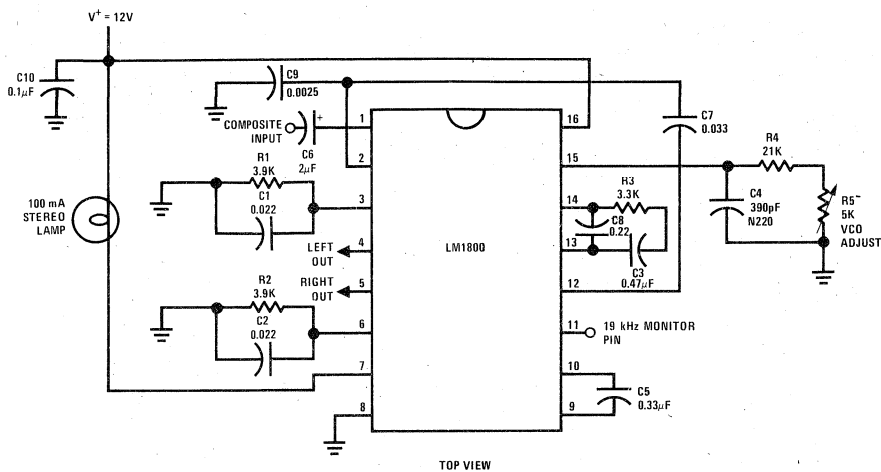 V+ = 12V
C10
0.1µF
C9
0.0025
COMPOSITE
INPUT
+
C6
2µF
R1
3.9K
C1
0.022
100 mA
STEREO
LAMP
LEFT
OUT
RIGHT
OUT
R2
3.9K
C2
0.022
1
2
3
4
5
6
7
8
LM1800
16
15
14
13
12
11
10
9
C7
0.033
R4
21K
C4
390pF
N220
R5
5K
VCO
ADJUST
R3
3.3K
C8
0.22
C3
0.47µF
19 kHz MONITOR
PIN
C5
0.33µF
TOP VIEW